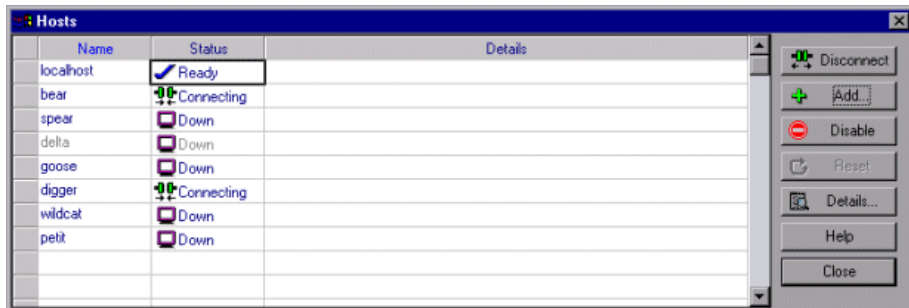 Hosts
Name Status Details
localhost Ready
bear Connecting
spear Down
delta Down
goose Down
digger Connecting
wildcat Down
petit Down
Disconnect
Add...
Disable
Reset
Details...
Help
Close